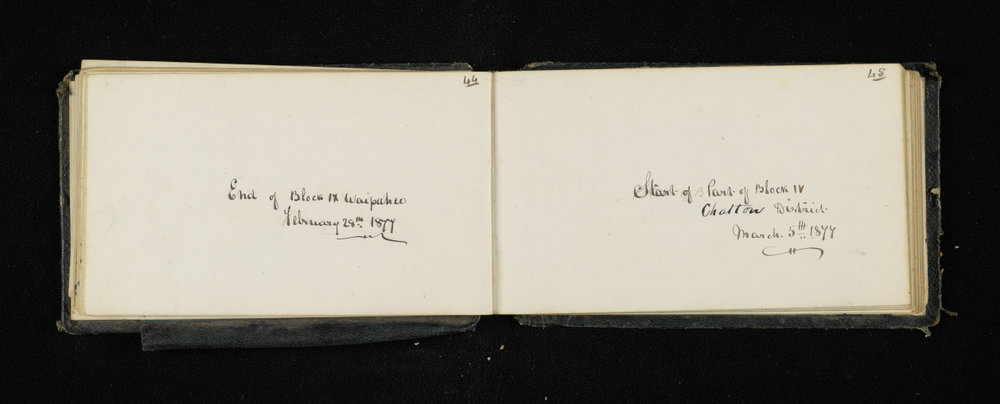 44
End of Block IX Waipahee
February 28th 1877
45
Start of Part of Block IV
Chatton District
March 5th 1877